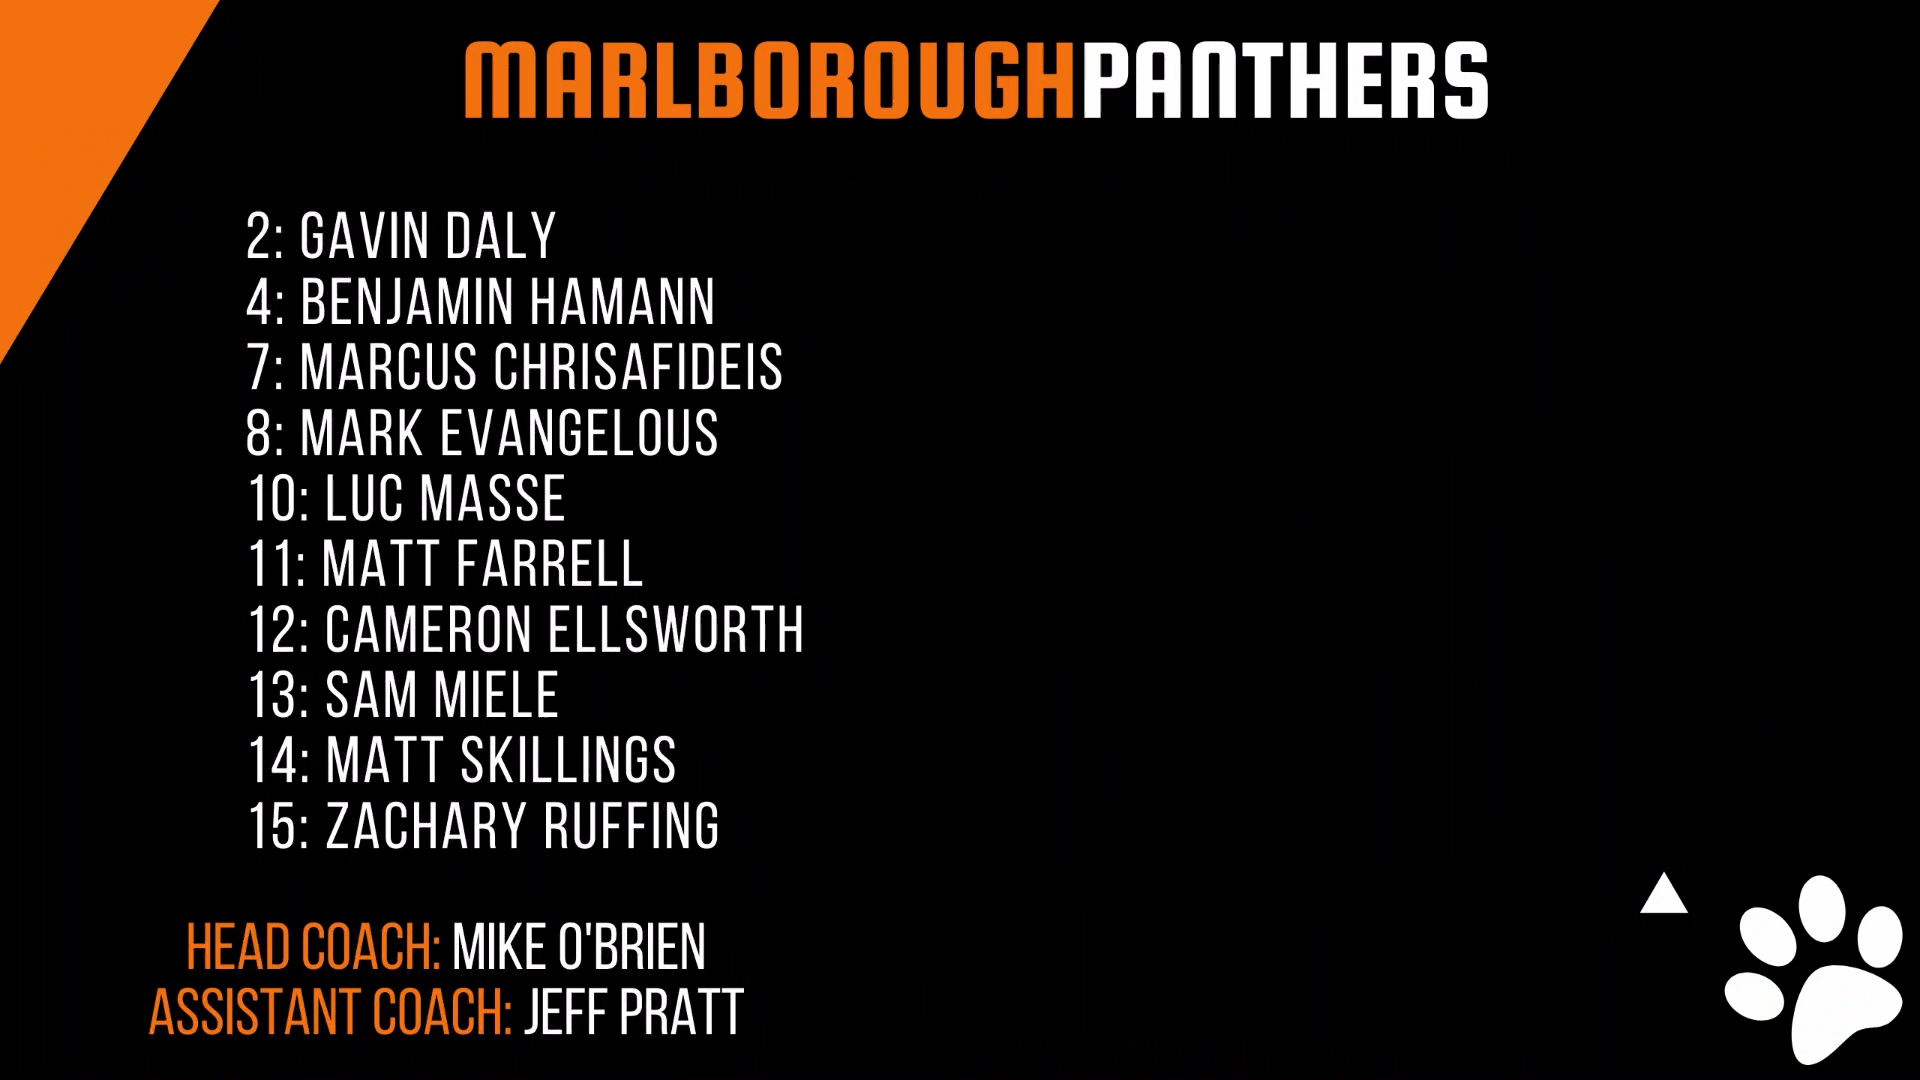 MARLBOROUGHPANTHERS
2: GAVIN DALY
4: BENJAMIN HAMANN
7: MARCUS CHRISAFIDEIS
8: MARK EVANGELOUS
10: LUC MASSE
11: MATT FARRELL
12: CAMERON ELLSWORTH
13: SAM MIELE
14: MATT SKILLINGS
15: ZACHARY RUFFING
HEAD COACH: MIKE O'BRIEN
ASSISTANT COACH: JEFF PRATT